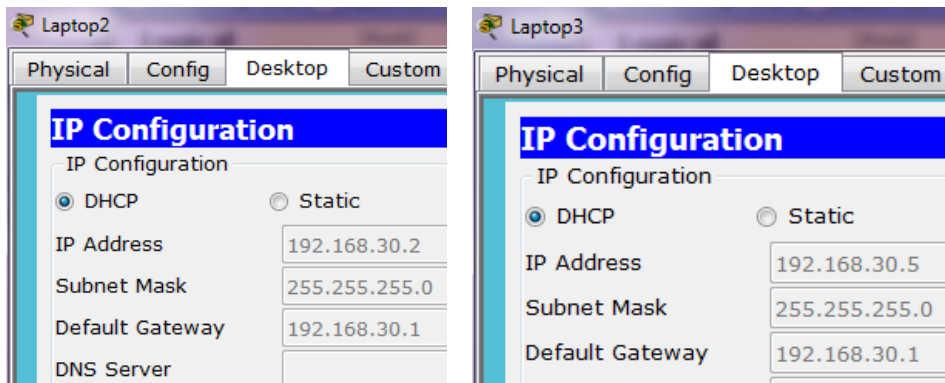 Laptop2
Physical Config Desktop Custom
IP Configuration
IP Configuration
DHCP Static
IP Address 192.168.30.2
Subnet Mask 255.255.255.0
Default Gateway 192.168.30.1
DNS Server
Laptop3
Physical Config Desktop Custom
IP Configuration
IP Configuration
DHCP Static
IP Address 192.168.30.5
Subnet Mask 255.255.255.0
Default Gateway 192.168.30.1